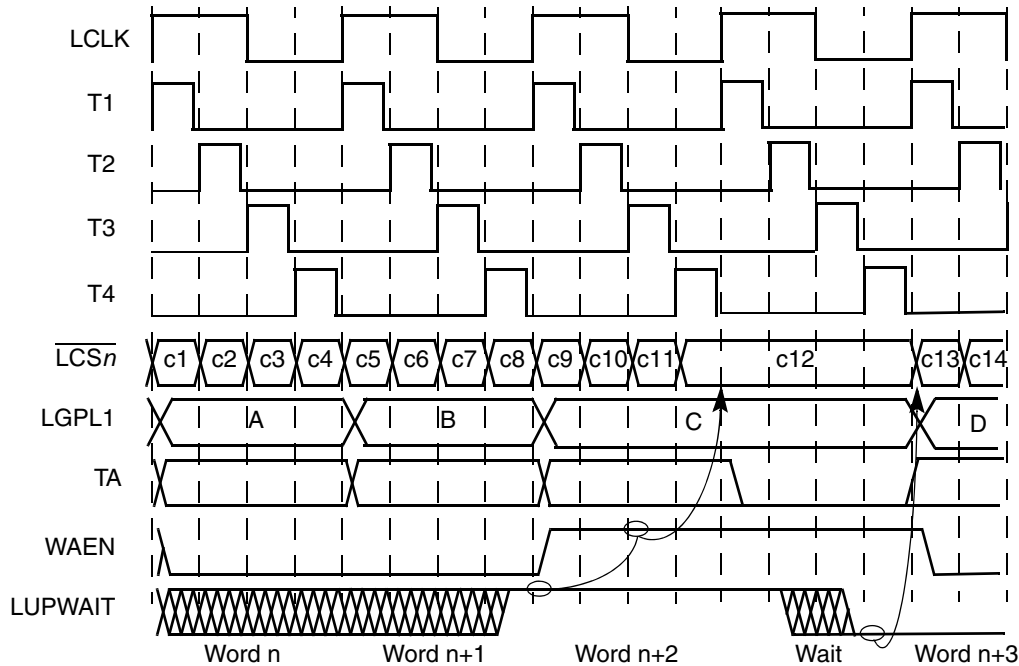 LCLK
T1
T2
T3
T4
LCSn c1 c2 c3 c4 c5 c6 c7 c8 c9 c10 c11 c12 c13 c14
LGPL1 A B C D
TA
WAEN
LUPWAIT
Word n Word n+1 Word n+2 Wait Word n+3